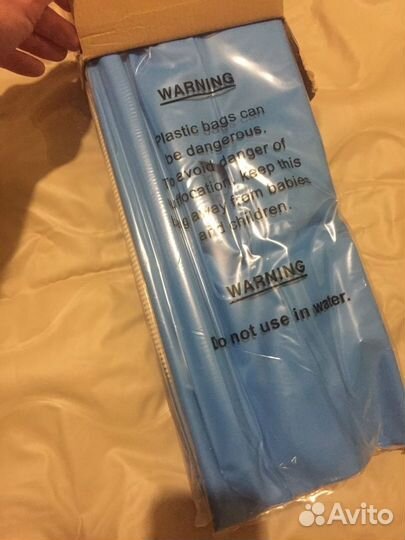 WARNING
Plastic bags can
be dangerous.
To avoid danger of
suffocation, keep this
bag away from babies
and children.
WARNING
Do not use in water.
Avito